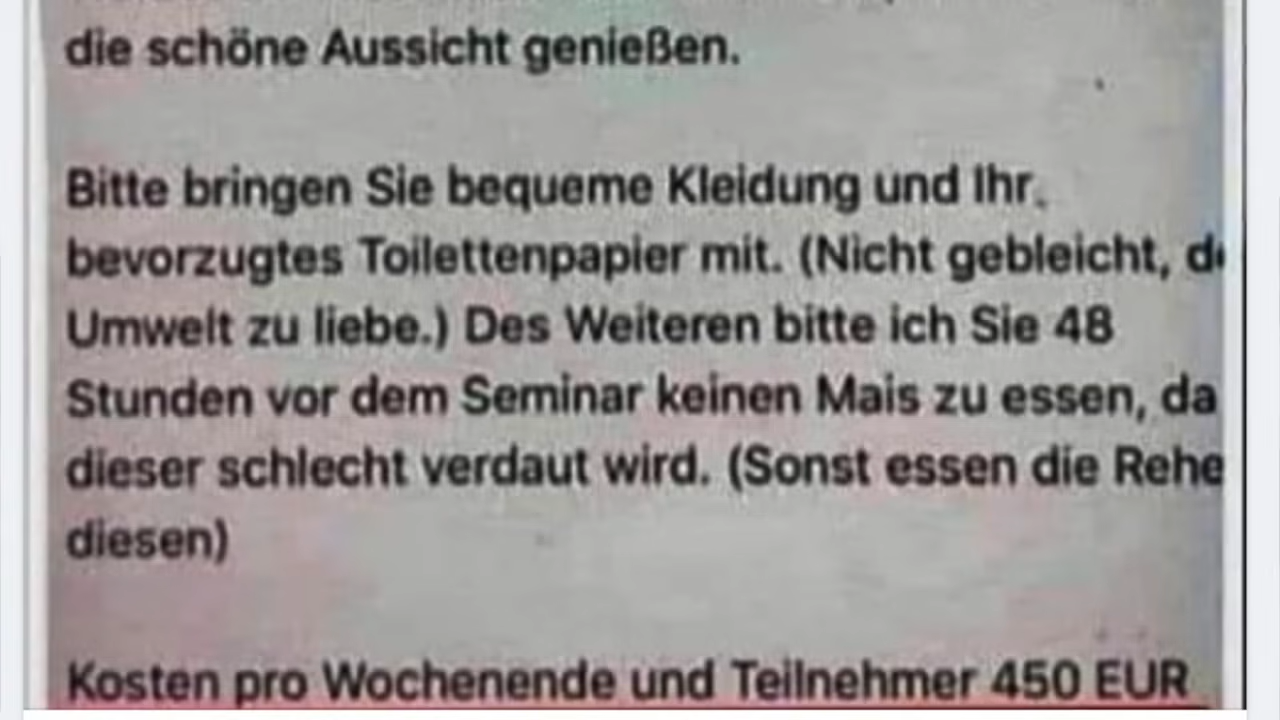 die schöne Aussicht genießen.
Bitte bringen Sie bequeme Kleidung und Ihr
bevorzugtes Toilettenpapier mit. (Nicht gebleicht,
Umwelt zu liebe.) Des Weiteren bitte ich Sie 48
Stunden vor dem Seminar keinen Mais zu essen, da
dieser schlecht verdaut wird. (Sonst essen die Rehe
diesen)
Kosten pro Wochenende und Teilnehmer 450 EUR